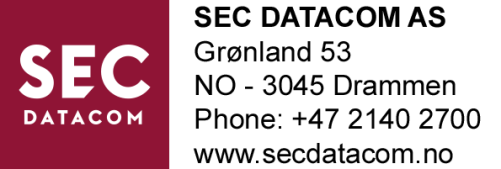 SEC
DATACOM
SEC DATACOM AS
Grønland 53
NO - 3045 Drammen
Phone: +47 2140 2700
www.secdatacom.no